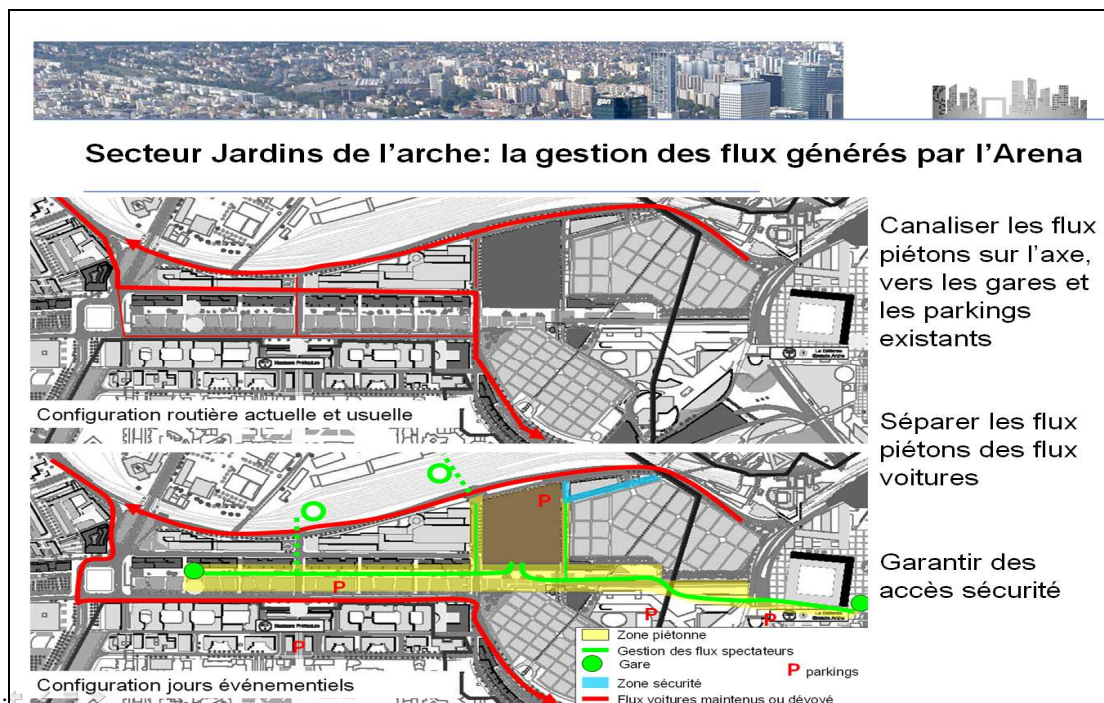 gan
Secteur Jardins de l'arche: la gestion des flux générés par l'Arena
Canaliser les flux
piétons sur l'axe,
vers les gares et
les parkings
existants
Séparer les flux
piétons des flux
voitures
Garantir des
accès sécurité
Configuration routière actuelle et usuelle
P
P
P
P
P
Zone piétonne
Gestion des flux spectateurs
Gare
P parkings
Zone sécurité
Flux voitures maintenus ou dévoyé
Configuration jours événementiels